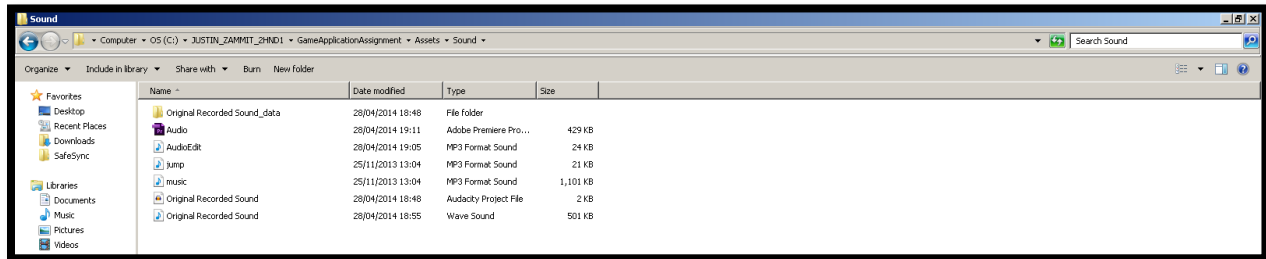 Sound
Computer OS (C:) JUSTIN_ZAMMIT_2HND1 GameApplicationAssignment Assets Sound Search Sound
Organize Include in library Share with Burn New folder
Favorites
Desktop
Recent Places
Downloads
SafeSync
Libraries
Documents
Music
Pictures
Videos
Name Date modified Type Size
Original Recorded Sound_data 28/04/2014 18:48 File folder
Audio 28/04/2014 19:11 Adobe Premiere Pro... 429 KB
AudioEdit 28/04/2014 19:05 MP3 Format Sound 24 KB
jump 25/11/2013 13:04 MP3 Format Sound 21 KB
music 25/11/2013 13:04 MP3 Format Sound 1,101 KB
Original Recorded Sound 28/04/2014 18:48 Audacity Project File 2 KB
Original Recorded Sound 28/04/2014 18:55 Wave Sound 501 KB